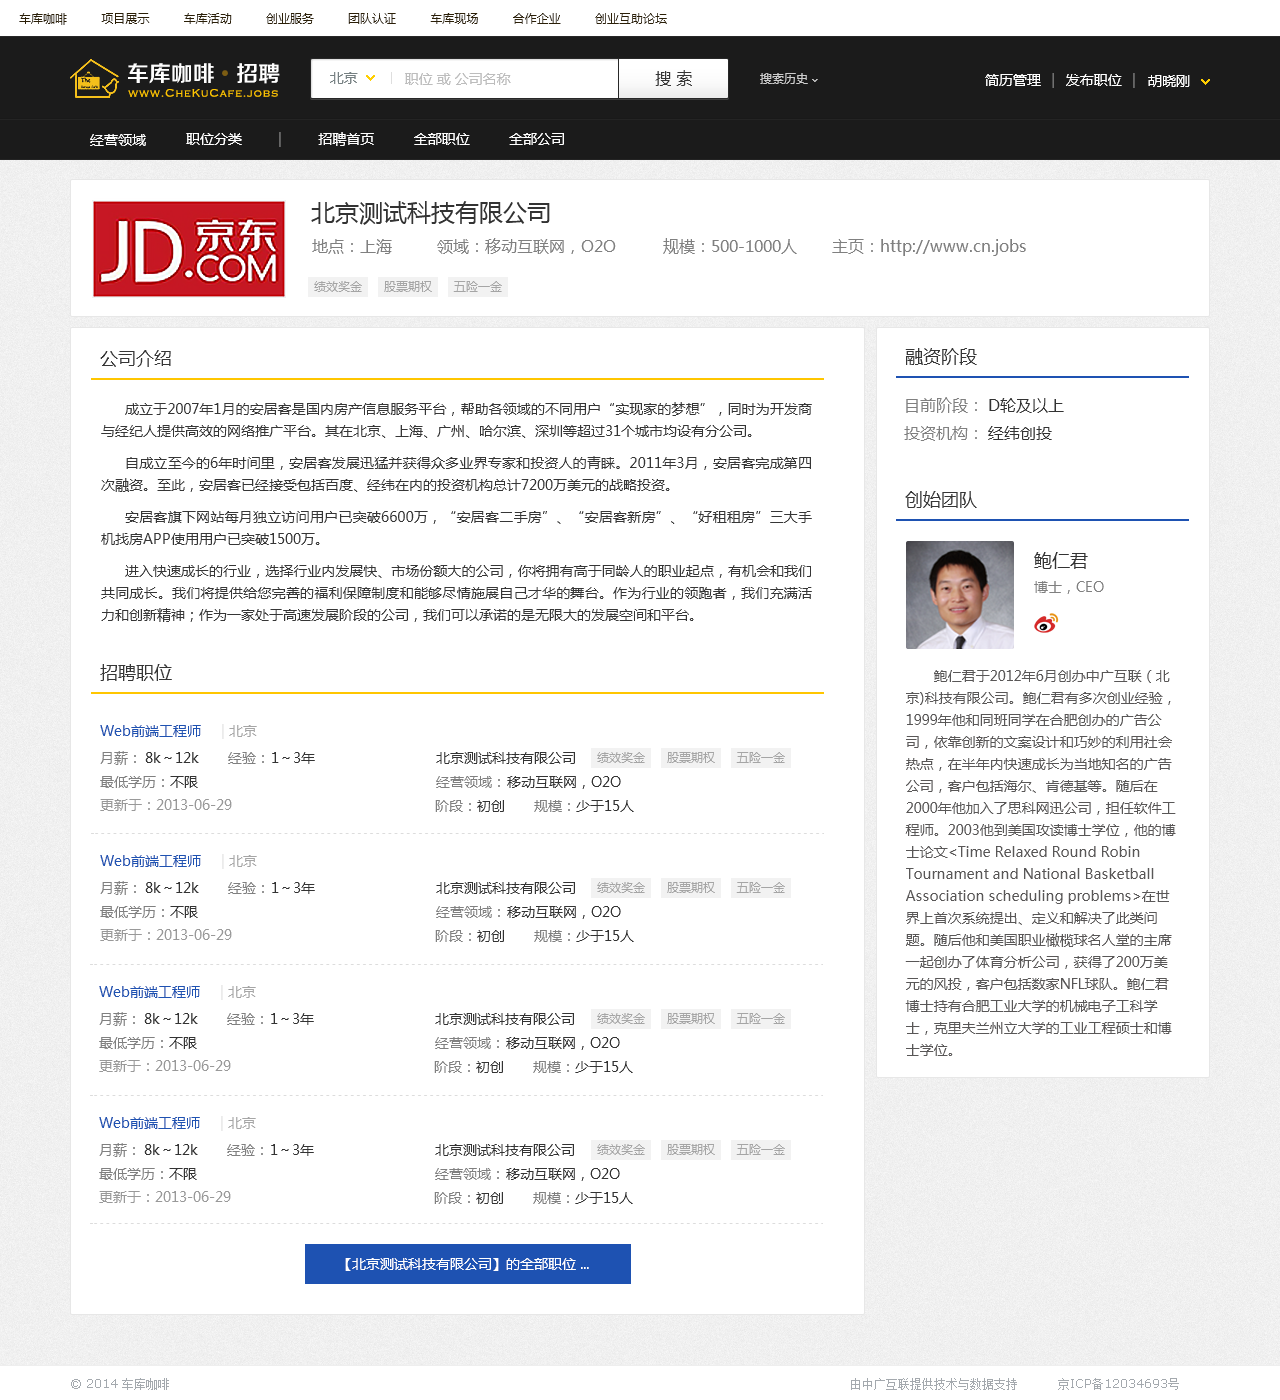 车库咖啡 项目展示 车库活动 创业服务 团队认证 车库现场 合作企业 创业互助论坛
车库咖啡·招聘
www.CheKuCafe.jobs
北京 职位 或 公司名称 搜 索 搜索历史
简历管理 | 发布职位 | 胡晓刚
经营领域 职位分类 | 招聘首页 全部职位 全部公司
JD.京东
.COM
北京测试科技有限公司
地点：上海 领域：移动互联网，O2O 规模：500-1000人 主页：http://www.cn.jobs
绩效奖金 股票期权 五险一金
公司介绍
成立于2007年1月的安居客是国内房产信息服务平台，帮助各领域的不同用户“实现家的梦想”，同时为开发商
与经纪人提供高效的网络推广平台。其在北京、上海、广州、哈尔滨、深圳等超过31个城市均设有分公司。
自成立至今的6年时间里，安居客发展迅猛并获得众多业界专家和投资人的青睐。2011年3月，安居客完成第四
次融资。至此，安居客已经接受包括百度、经纬在内的投资机构总计7200万美元的战略投资。
安居客旗下网站每月独立访问用户已突破6600万，“安居客二手房”、“安居客新房”、“好租租房”三大手
机找房APP使用用户已突破1500万。
进入快速成长的行业，选择行业内发展快、市场份额大的公司，你将拥有高于同龄人的职业起点，有机会和我们
共同成长。我们将提供给您完善的福利保障制度和能够尽情施展自己才华的舞台。作为行业的领跑者，我们充满活
力和创新精神；作为一家处于高速发展阶段的公司，我们可以承诺的是无限大的发展空间和平台。
招聘职位
Web前端工程师 | 北京
月薪：8k～12k 经验：1～3年 北京测试科技有限公司 绩效奖金 股票期权 五险一金
最低学历：不限 经营领域：移动互联网，O2O
更新于：2013-06-29 阶段：初创 规模：少于15人
Web前端工程师 | 北京
月薪：8k～12k 经验：1～3年 北京测试科技有限公司 绩效奖金 股票期权 五险一金
最低学历：不限 经营领域：移动互联网，O2O
更新于：2013-06-29 阶段：初创 规模：少于15人
Web前端工程师 | 北京
月薪：8k～12k 经验：1～3年 北京测试科技有限公司 绩效奖金 股票期权 五险一金
最低学历：不限 经营领域：移动互联网，O2O
更新于：2013-06-29 阶段：初创 规模：少于15人
Web前端工程师 | 北京
月薪：8k～12k 经验：1～3年 北京测试科技有限公司 绩效奖金 股票期权 五险一金
最低学历：不限 经营领域：移动互联网，O2O
更新于：2013-06-29 阶段：初创 规模：少于15人
【北京测试科技有限公司】的全部职位 ...
融资阶段
目前阶段： D轮及以上
投资机构： 经纬创投
创始团队
鲍仁君
博士，CEO
鲍仁君于2012年6月创办中广互联（北
京)科技有限公司。鲍仁君有多次创业经验，
1999年他和同班同学在合肥创办的广告公
司，依靠创新的文案设计和巧妙的利用社会
热点，在半年内快速成长为当地知名的广告
公司，客户包括海尔、肯德基等。随后在
2000年他加入了思科网迅公司，担任软件工
程师。2003他到美国攻读博士学位，他的博
士论文<Time Relaxed Round Robin
Tournament and National Basketball
Association scheduling problems>在世
界上首次系统提出、定义和解决了此类问
题。随后他和美国职业橄榄球名人堂的主席
一起创办了体育分析公司，获得了200万美
元的风投，客户包括数家NFL球队。鲍仁君
博士持有合肥工业大学的机械电子工科学
士，克里夫兰州立大学的工业工程硕士和博
士学位。
© 2014 车库咖啡 由中广互联提供技术与数据支持 京ICP备12034693号